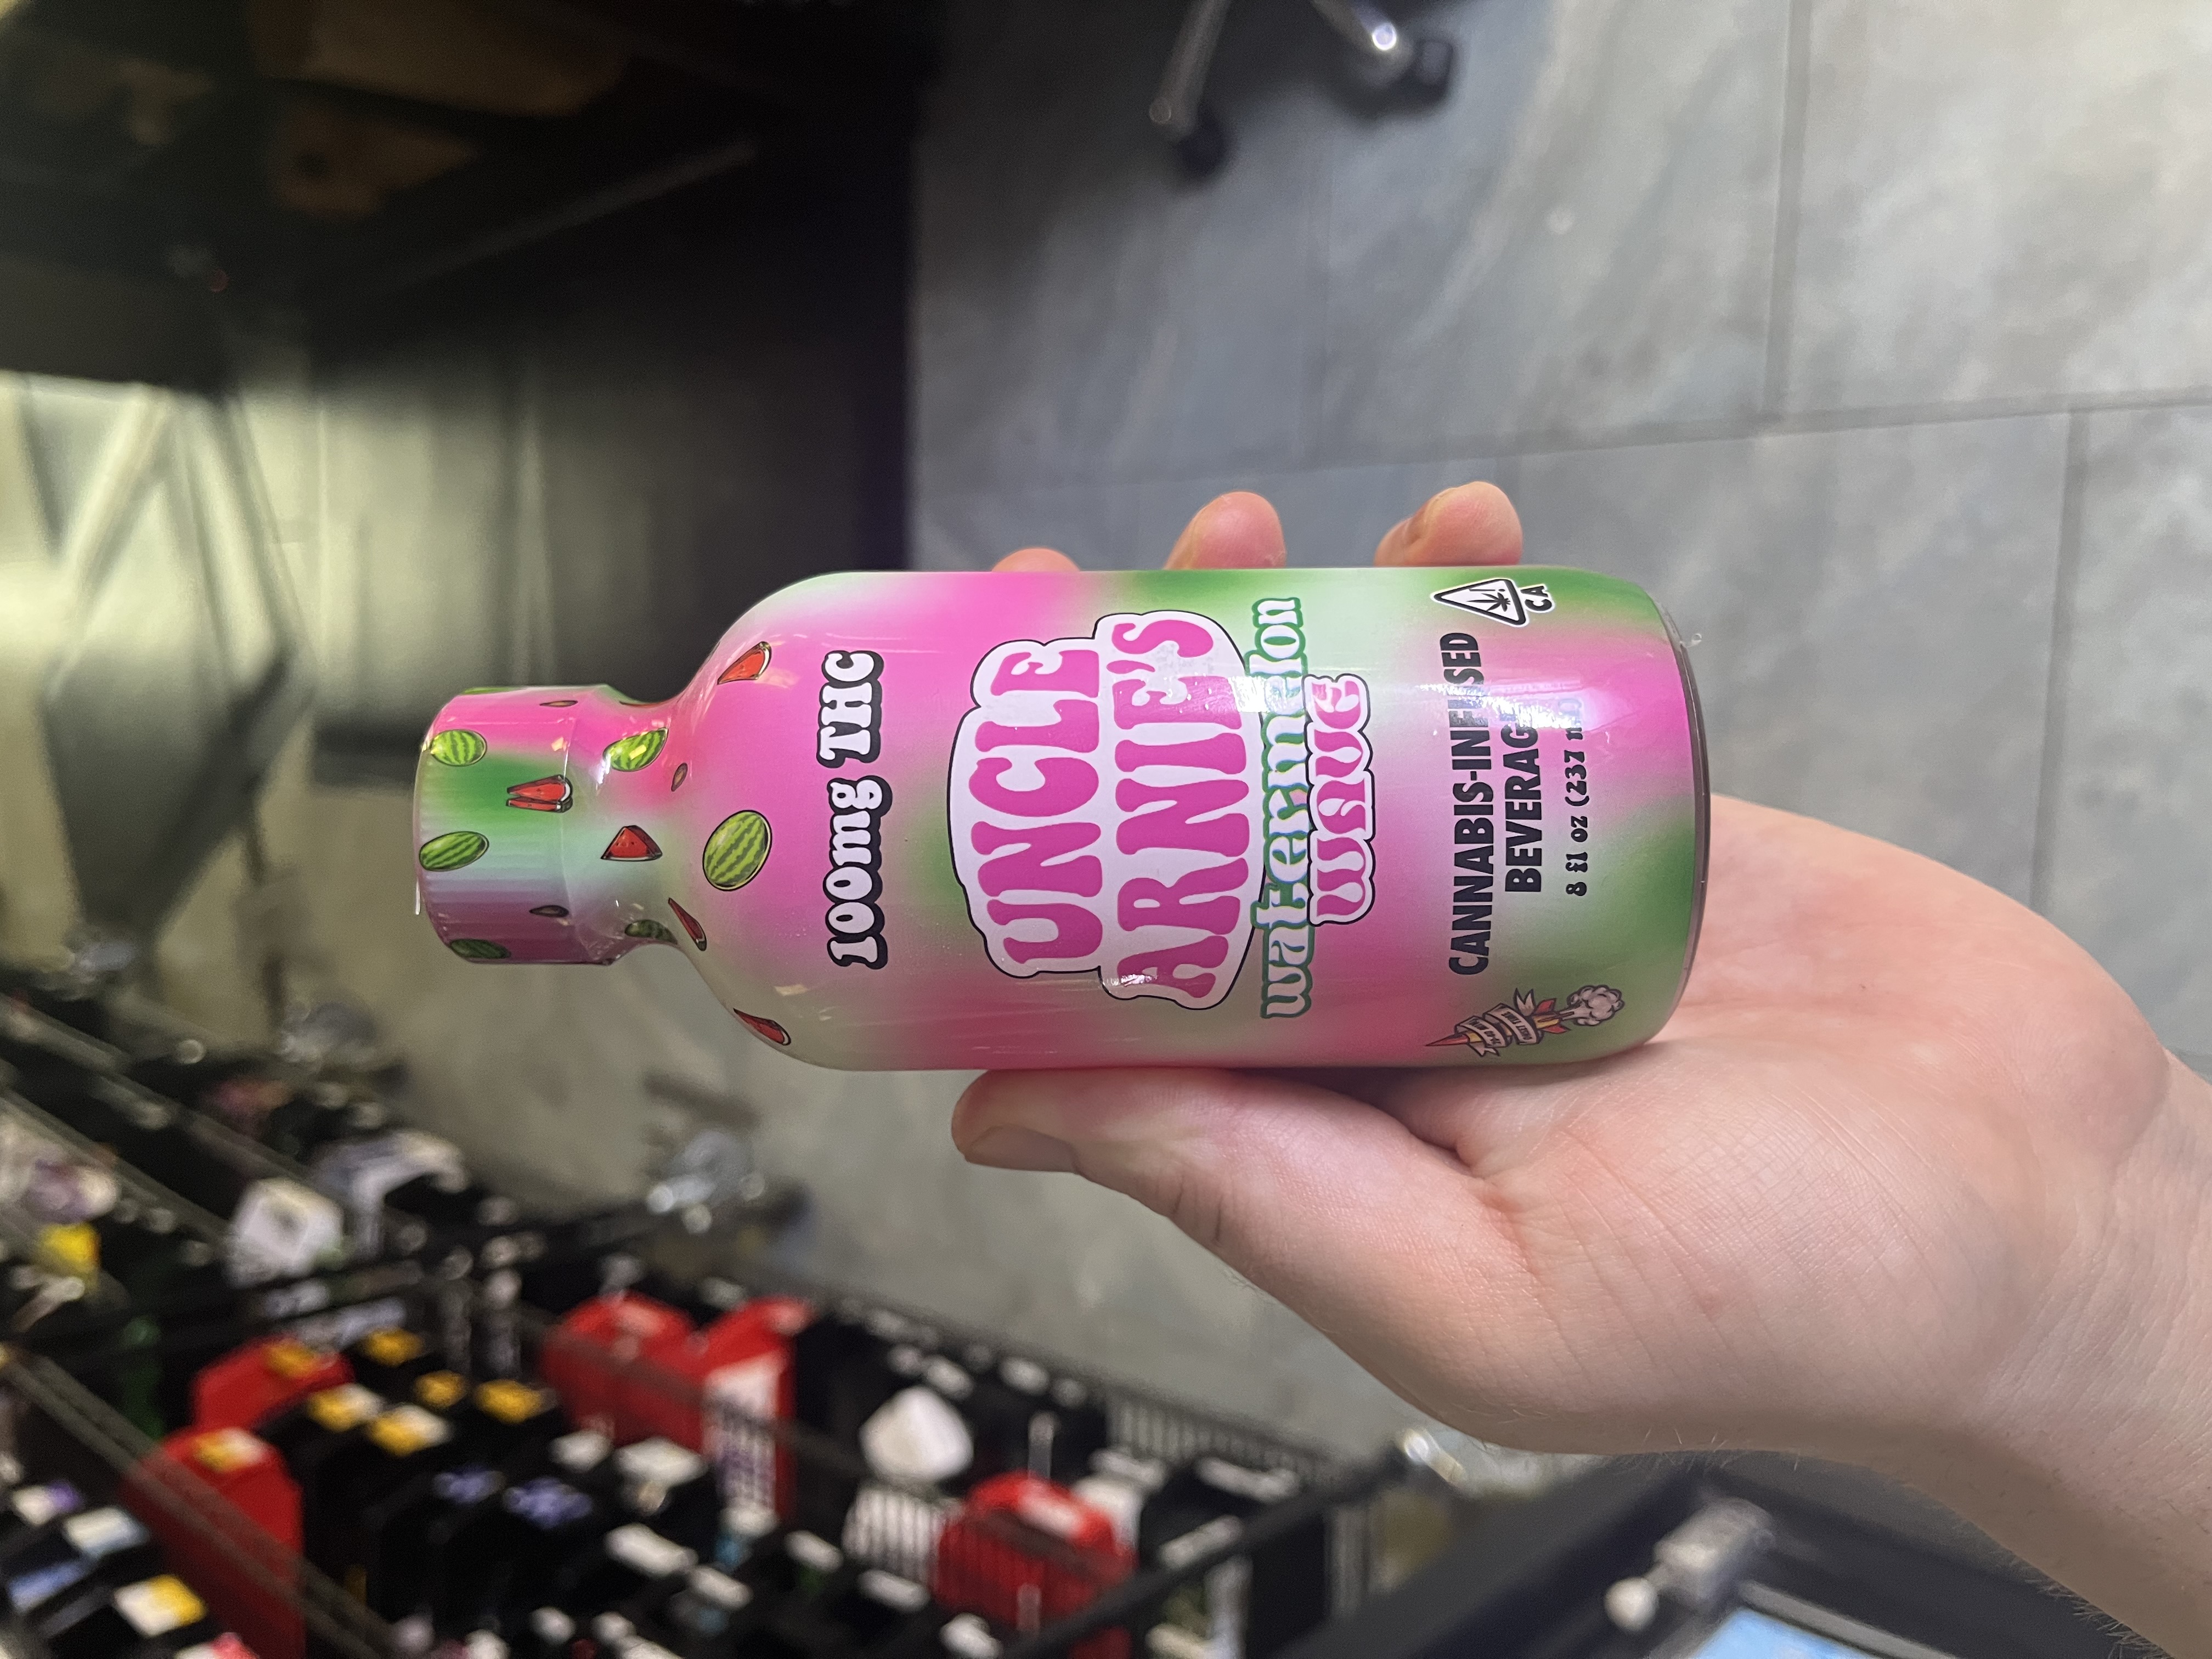 100mg THC
UNCLE
ARNIE'S
watermelon
WAVE
CANNABIS-INFUSED
BEVERAGE
8 fl oz (237
CA